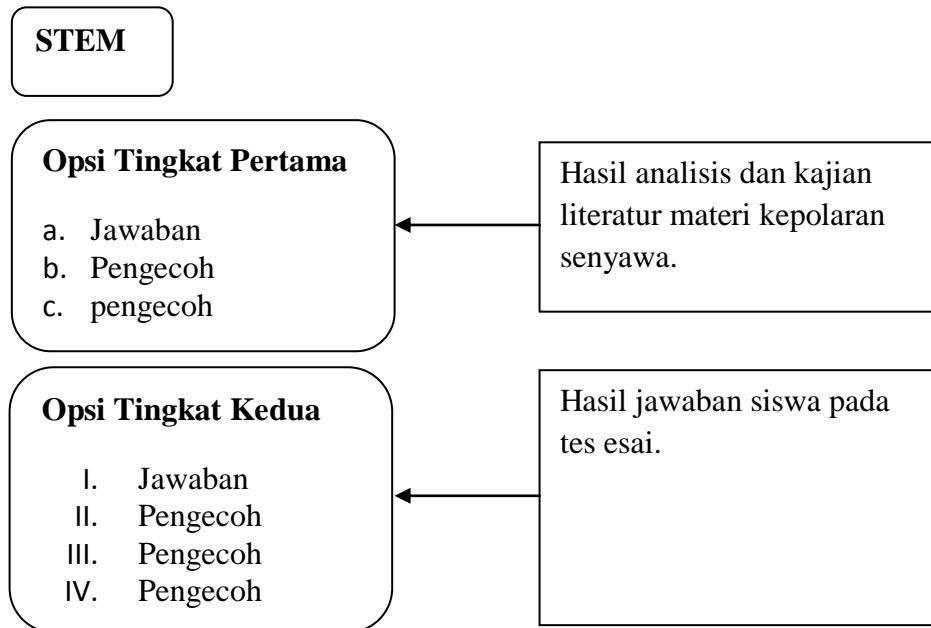 STEM
Opsi Tingkat Pertama
a. Jawaban
b. Pengecoh
c. pengecoh
Hasil analisis dan kajian
literatur materi kepolaran
senyawa.
Opsi Tingkat Kedua
I. Jawaban
II. Pengecoh
III. Pengecoh
IV. Pengecoh
Hasil jawaban siswa pada
tes esai.